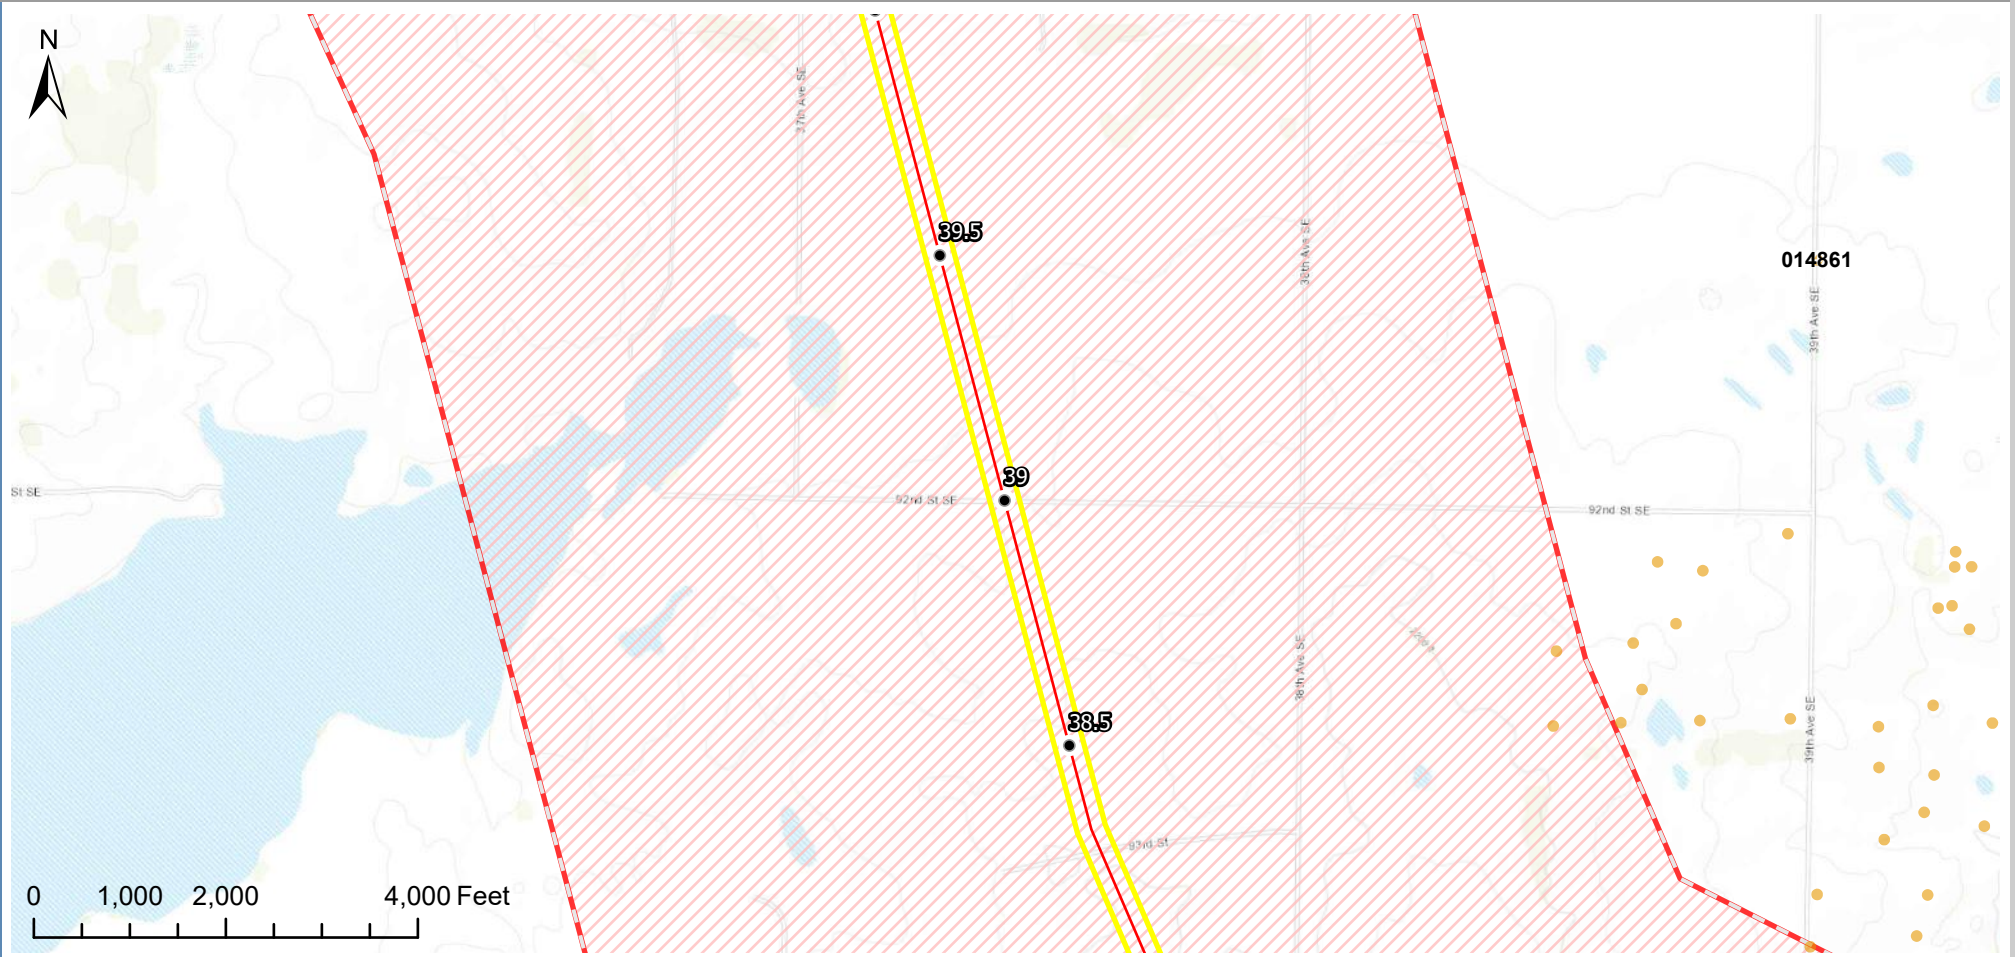 N
37th Ave SE
39.5
38th Ave SE
014861
39th Ave SE
39
St SE
92nd St SE
92nd St SE
38th Ave SE
38.5
39th Ave SE
93rd St
0 1,000 2,000 4,000 Feet